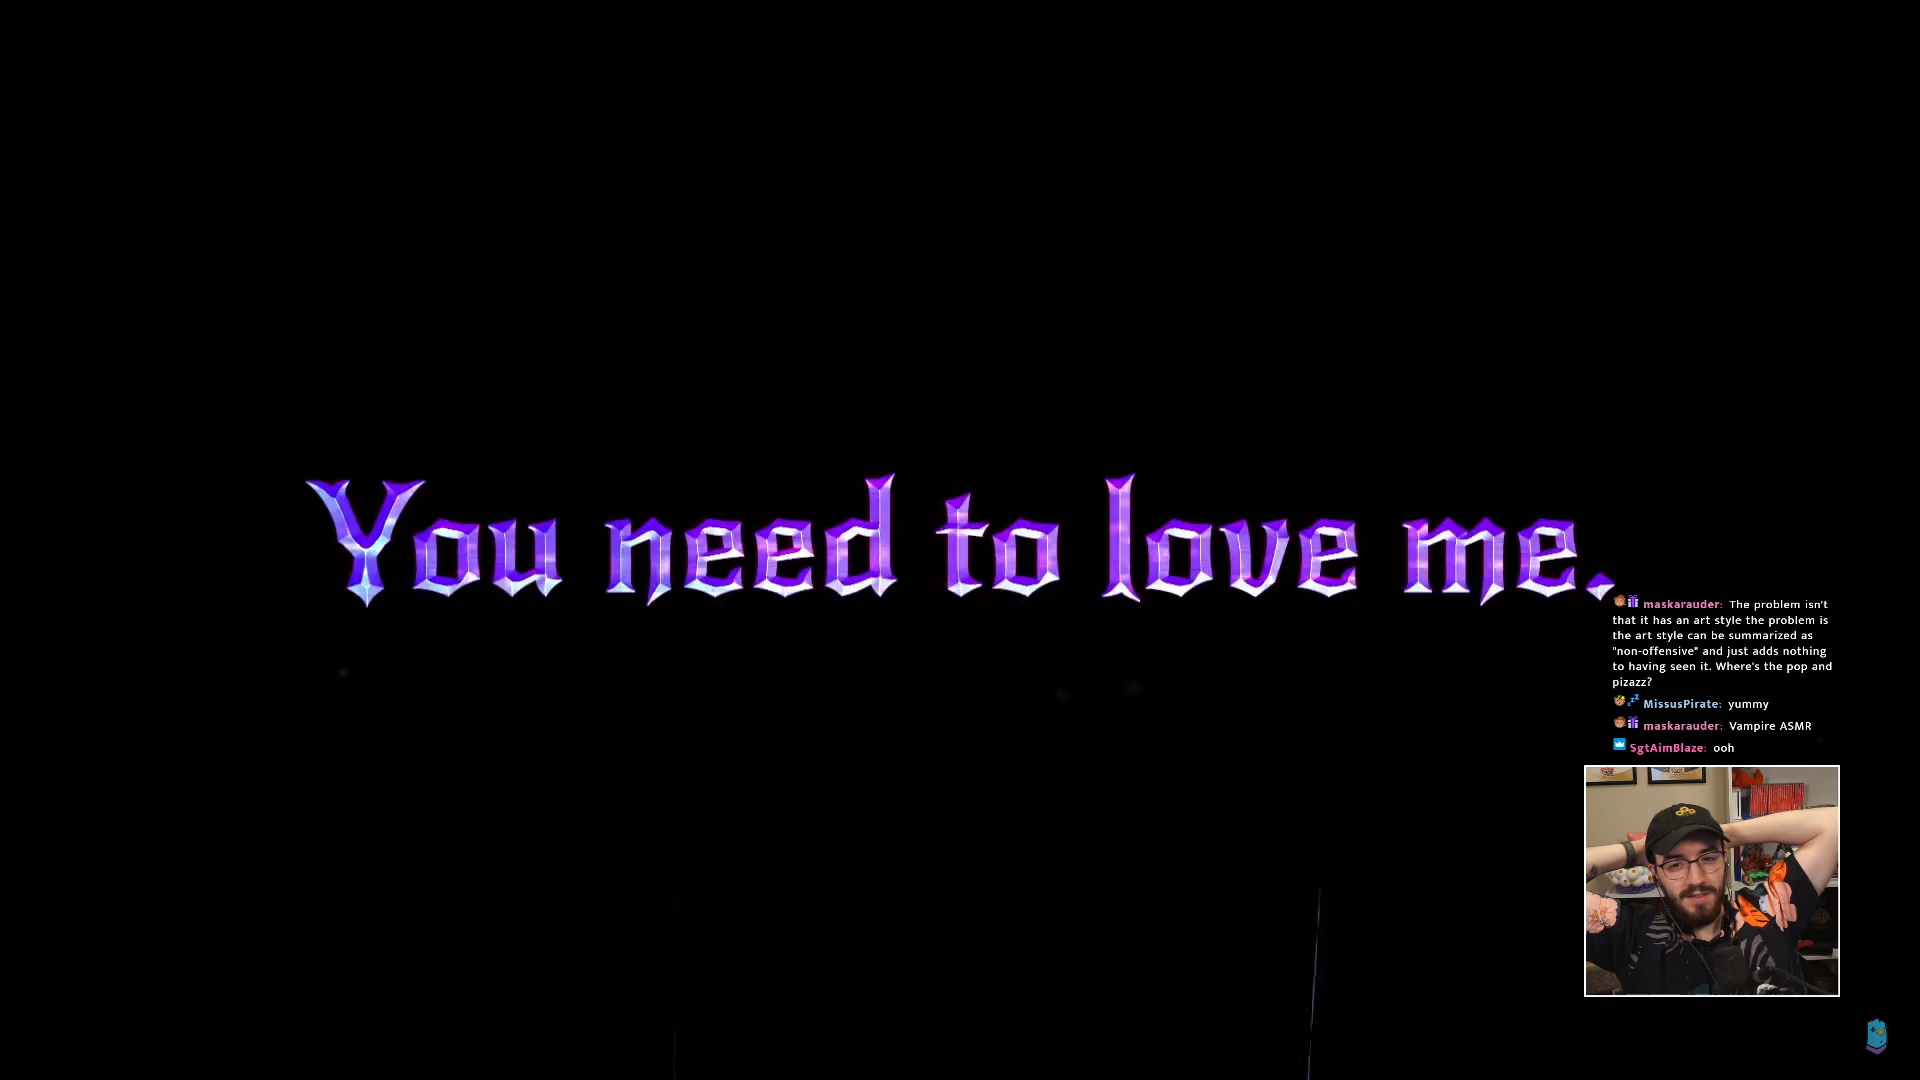 You need to love me.
maskarauder: The problem isn't
that it has an art style the problem is
the art style can be summarized as
"non-offensive" and just adds nothing
to having seen it. Where's the pop and
pizazz?
MissusPirate: yummy
maskarauder: Vampire ASMR
SgtAimBlaze: ooh